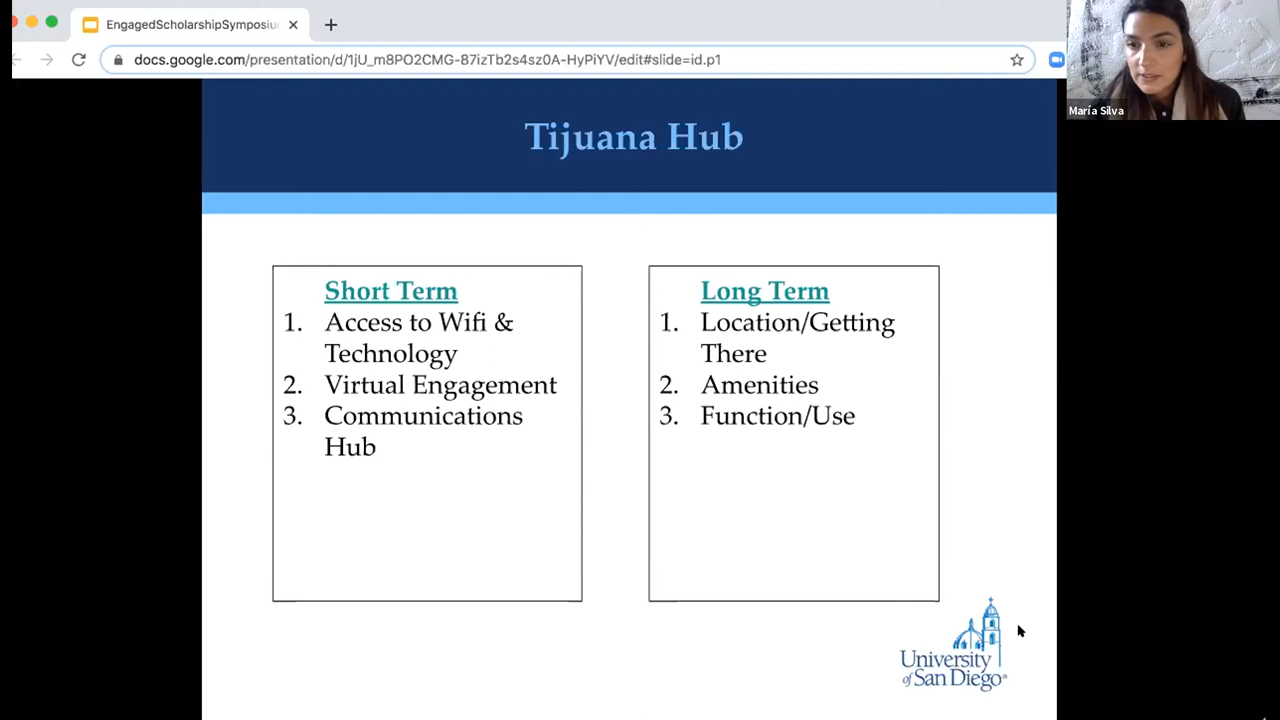 EngagedScholarshipSymposiu
docs.google.com/presentation/d/1jU_m8PO2CMG-87izTb2s4sz0A-HyPiYV/edit#slide=id.p1
María Silva
Tijuana Hub
Short Term
1. Access to Wifi &
Technology
2. Virtual Engagement
3. Communications
Hub
Long Term
1. Location/Getting
There
2. Amenities
3. Function/Use
University
of San Diego®